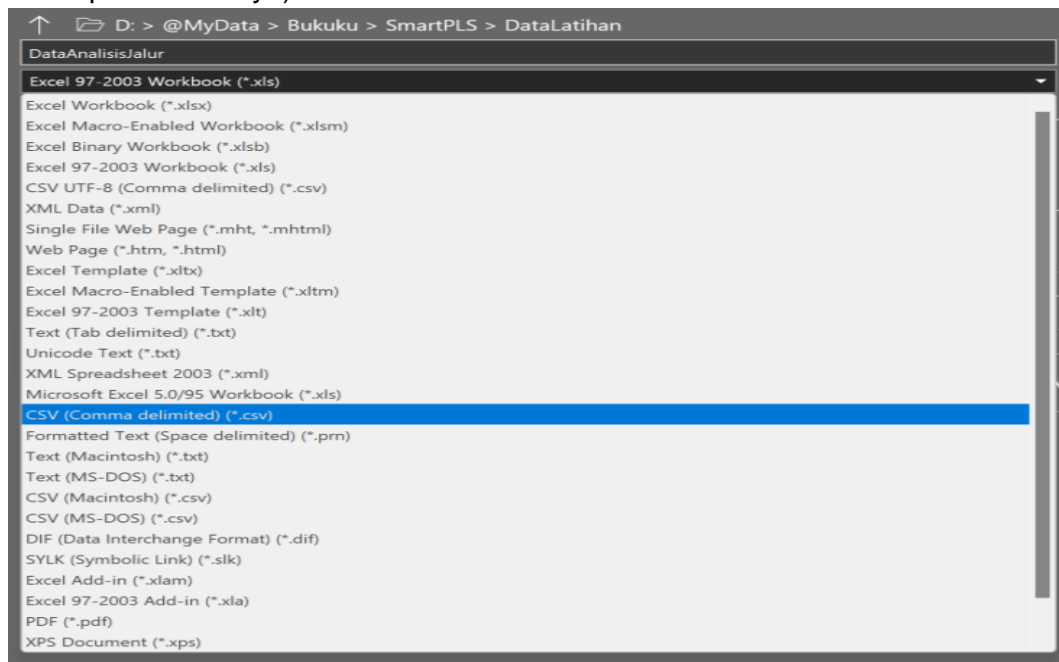 D: > @MyData > Bukuku > SmartPLS > DataLatihan
DataAnalisisJalur
Excel 97-2003 Workbook (*.xls)
Excel Workbook (*.xlsx)
Excel Macro-Enabled Workbook (*.xlsm)
Excel Binary Workbook (*.xlsb)
Excel 97-2003 Workbook (*.xls)
CSV UTF-8 (Comma delimited) (*.csv)
XML Data (*.xml)
Single File Web Page (*.mht, *.mhtml)
Web Page (*.htm, *.html)
Excel Template (*.xltx)
Excel Macro-Enabled Template (*.xltm)
Excel 97-2003 Template (*.xlt)
Text (Tab delimited) (*.txt)
Unicode Text (*.txt)
XML Spreadsheet 2003 (*.xml)
Microsoft Excel 5.0/95 Workbook (*.xls)
CSV (Comma delimited) (*.csv)
Formatted Text (Space delimited) (*.prn)
Text (Macintosh) (*.txt)
Text (MS-DOS) (*.txt)
CSV (Macintosh) (*.csv)
CSV (MS-DOS) (*.csv)
DIF (Data Interchange Format) (*.dif)
SYLK (Symbolic Link) (*.slk)
Excel Add-in (*.xlam)
Excel 97-2003 Add-in (*.xla)
PDF (*.pdf)
XPS Document (*.xps)